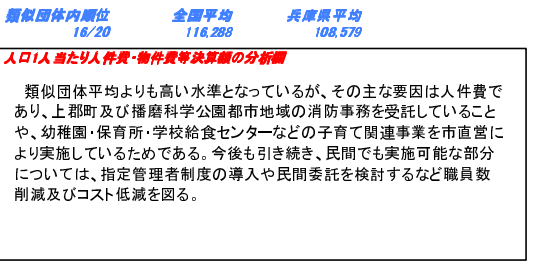 類似団体内順位 全国平均 兵庫県平均
16/20 116,288 108,579
人口1人当たり人件費・物件費等決算額の分析欄
類似団体平均よりも高い水準となっているが、その主な要因は人件費で
あり、上郡町及び播磨科学公園都市地域の消防事務を受託していること
や、幼稚園・保育所・学校給食センターなどの子育て関連事業を市直営に
より実施しているためである。今後も引き続き、民間でも実施可能な部分
については、指定管理者制度の導入や民間委託を検討するなど職員数
削減及びコスト低減を図る。